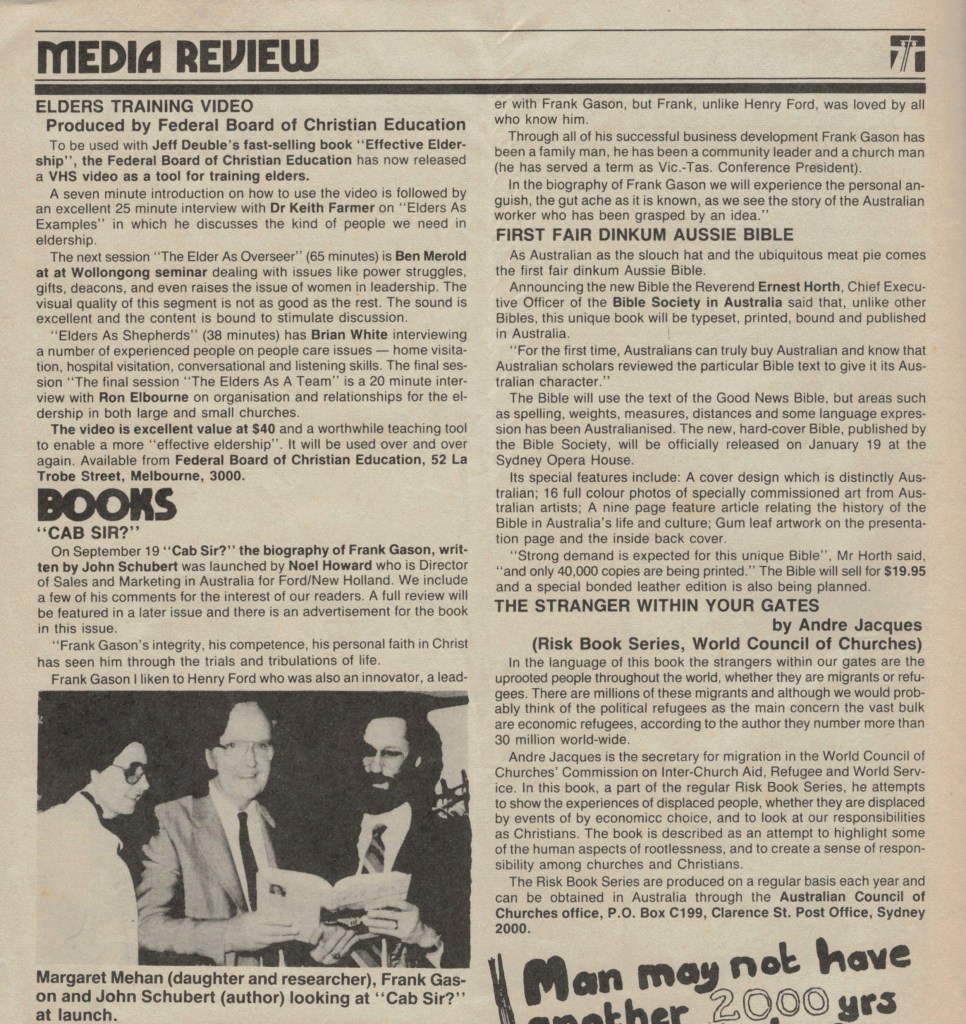 MEDIA REVIEW
ELDERS TRAINING VIDEO
Produced by Federal Board of Christian Education
To be used with Jeff Deuble's fast-selling book "Effective Elder-
ship", the Federal Board of Christian Education has now released
a VHS video as a tool for training elders.
A seven minute introduction on how to use the video is followed by
an excellent 25 minute interview with Dr Keith Farmer on "Elders As
Examples" in which he discusses the kind of people we need in
eldership.
The next session "The Elder As Overseer" (65 minutes) is Ben Merold
at at Wollongong seminar dealing with issues like power struggles,
gifts, deacons, and even raises the issue of women in leadership. The
visual quality of this segment is not as good as the rest. The sound is
excellent and the content is bound to stimulate discussion.
"Elders As Shepherds" (38 minutes) has Brian White interviewing
a number of experienced people on people care issues — home visita-
tion, hospital visitation, conversational and listening skills. The final ses-
sion "The final session "The Elders As A Team" is a 20 minute inter-
view with Ron Elbourne on organisation and relationships for the el-
dership in both large and small churches.
The video is excellent value at $40 and a worthwhile teaching tool
to enable a more "effective eldership". It will be used over and over
again. Available from Federal Board of Christian Education, 52 La
Trobe Street, Melbourne, 3000.
BOOKS
"CAB SIR?"
On September 19 "Cab Sir?" the biography of Frank Gason, writ-
ten by John Schubert was launched by Noel Howard who is Director
of Sales and Marketing in Australia for Ford/New Holland. We include
a few of his comments for the interest of our readers. A full review will
be featured in a later issue and there is an advertisement for the book
in this issue.
"Frank Gason's integrity, his competence, his personal faith in Christ
has seen him through the trials and tribulations of life.
Frank Gason I liken to Henry Ford who was also an innovator, a lead-
Margaret Mehan (daughter and researcher), Frank Gas-
on and John Schubert (author) looking at "Cab Sir?"
at launch.
er with Frank Gason, but Frank, unlike Henry Ford, was loved by all
who know him.
Through all of his successful business development Frank Gason has
been a family man, he has been a community leader and a church man
(he has served a term as Vic.-Tas. Conference President).
In the biography of Frank Gason we will experience the personal an-
guish, the gut ache as it is known, as we see the story of the Australian
worker who has been grasped by an idea."
FIRST FAIR DINKUM AUSSIE BIBLE
As Australian as the slouch hat and the ubiquitous meat pie comes
the first fair dinkum Aussie Bible.
Announcing the new Bible the Reverend Ernest Horth, Chief Execu-
tive Officer of the Bible Society in Australia said that, unlike other
Bibles, this unique book will be typeset, printed, bound and published
in Australia.
"For the first time, Australians can truly buy Australian and know that
Australian scholars reviewed the particular Bible text to give it its Aus-
tralian character."
The Bible will use the text of the Good News Bible, but areas such
as spelling, weights, measures, distances and some language expres-
sion has been Australianised. The new, hard-cover Bible, published by
the Bible Society, will be officially released on January 19 at the
Sydney Opera House.
Its special features include: A cover design which is distinctly Aus-
tralian; 16 full colour photos of specially commissioned art from Aus-
tralian artists; A nine page feature article relating the history of the
Bible in Australia's life and culture; Gum leaf artwork on the presenta-
tion page and the inside back cover.
"Strong demand is expected for this unique Bible", Mr Horth said,
"and only 40,000 copies are being printed." The Bible will sell for $19.95
and a special bonded leather edition is also being planned.
THE STRANGER WITHIN YOUR GATES
by Andre Jacques
(Risk Book Series, World Council of Churches)
In the language of this book the strangers within our gates are the
uprooted people throughout the world, whether they are migrants or refu-
gees. There are millions of these migrants and although we would prob-
ably think of the political refugees as the main concern the vast bulk
are economic refugees, according to the author they number more than
30 million world-wide.
Andre Jacques is the secretary for migration in the World Council of
Churches' Commission on Inter-Church Aid, Refugee and World Serv-
ice. In this book, a part of the regular Risk Book Series, he attempts
to show the experiences of displaced people, whether they are displaced
by events of by economicc choice, and to look at our responsibilities
as Christians. The book is described as an attempt to highlight some
of the human aspects of rootlessness, and to create a sense of respon-
sibility among churches and Christians.
The Risk Book Series are produced on a regular basis each year and
can be obtained in Australia through the Australian Council of
Churches office, P.O. Box C199, Clarence St. Post Office, Sydney
2000.
Man may not have
another 2000 yrs